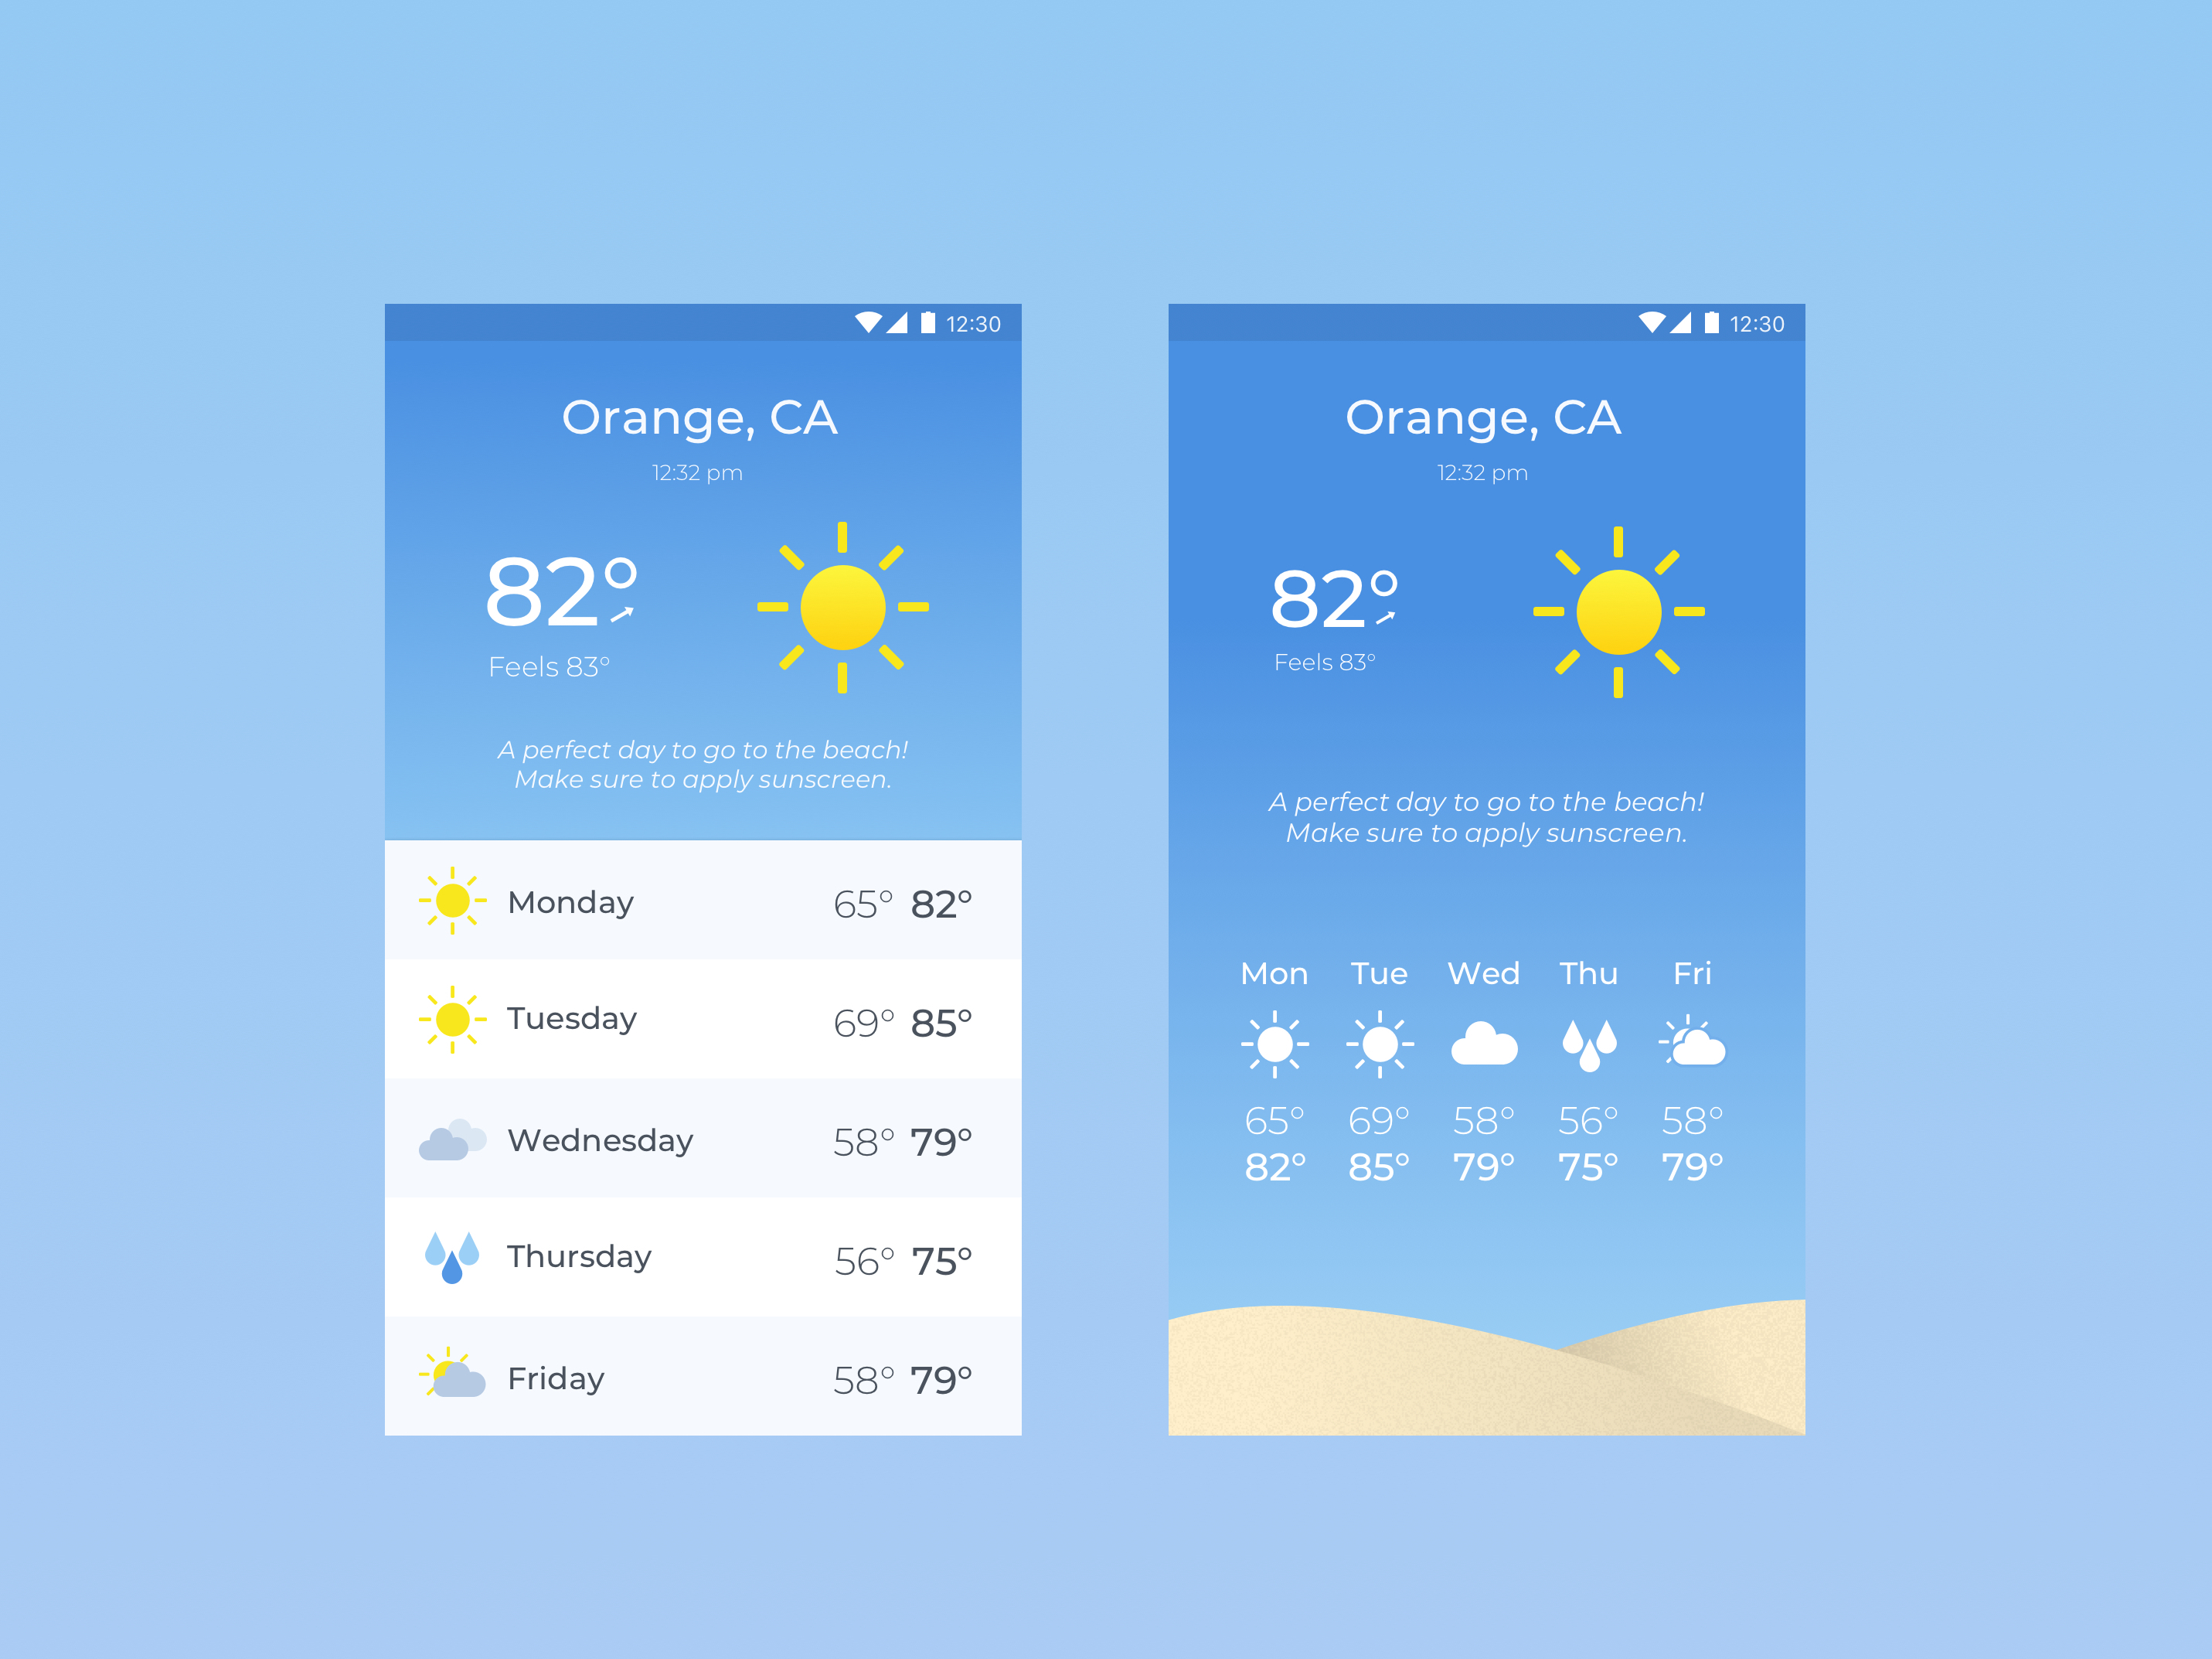 12:30
Orange, CA
12:32 pm
82°
Feels 83°
A perfect day to go to the beach!
Make sure to apply sunscreen.
Monday 65° 82°
Tuesday 69° 85°
Wednesday 58° 79°
Thursday 56° 75°
Friday 58° 79°
12:30
Orange, CA
12:32 pm
82°
Feels 83°
A perfect day to go to the beach!
Make sure to apply sunscreen.
Mon Tue Wed Thu Fri
65° 69° 58° 56° 58°
82° 85° 79° 75° 79°